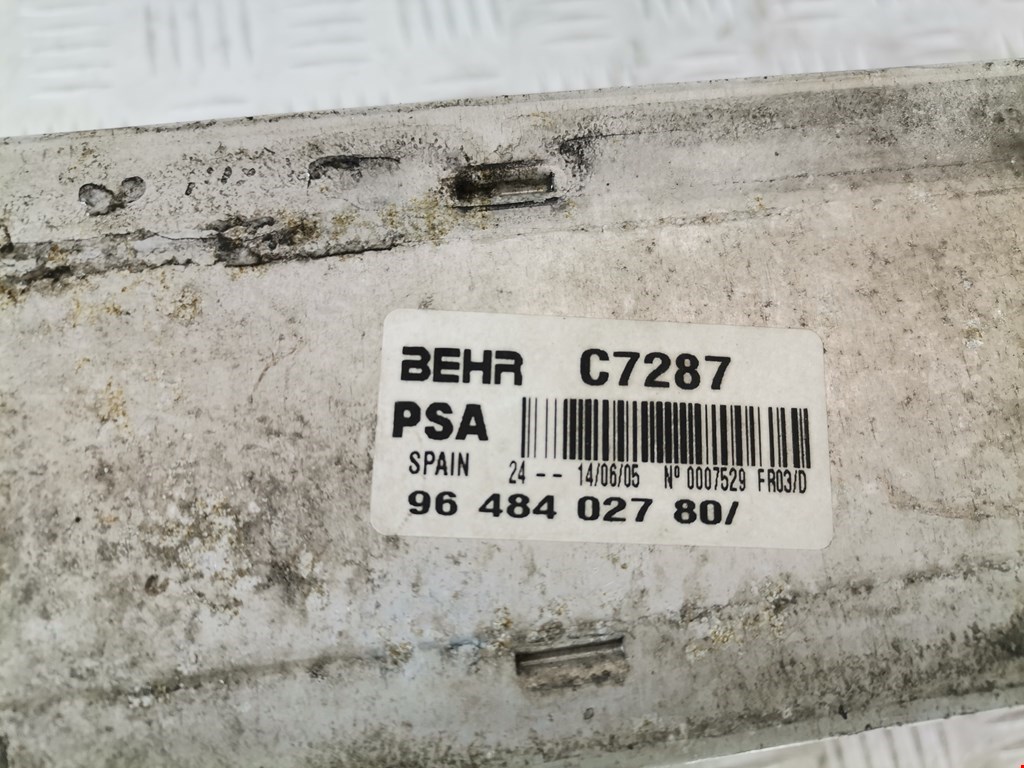 BEHR C7287
PSA
SPAIN 24 -- 14/06/05 Nº 0007529 FR03/D
96 484 027 80/